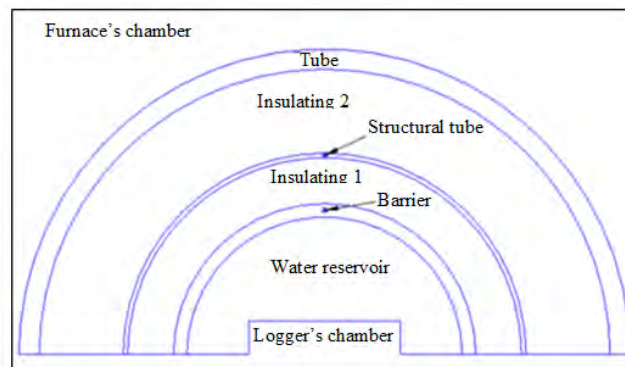 Furnace's chamber
Tube
Insulating 2
Structural tube
Insulating 1
Barrier
Water reservoir
Logger's chamber